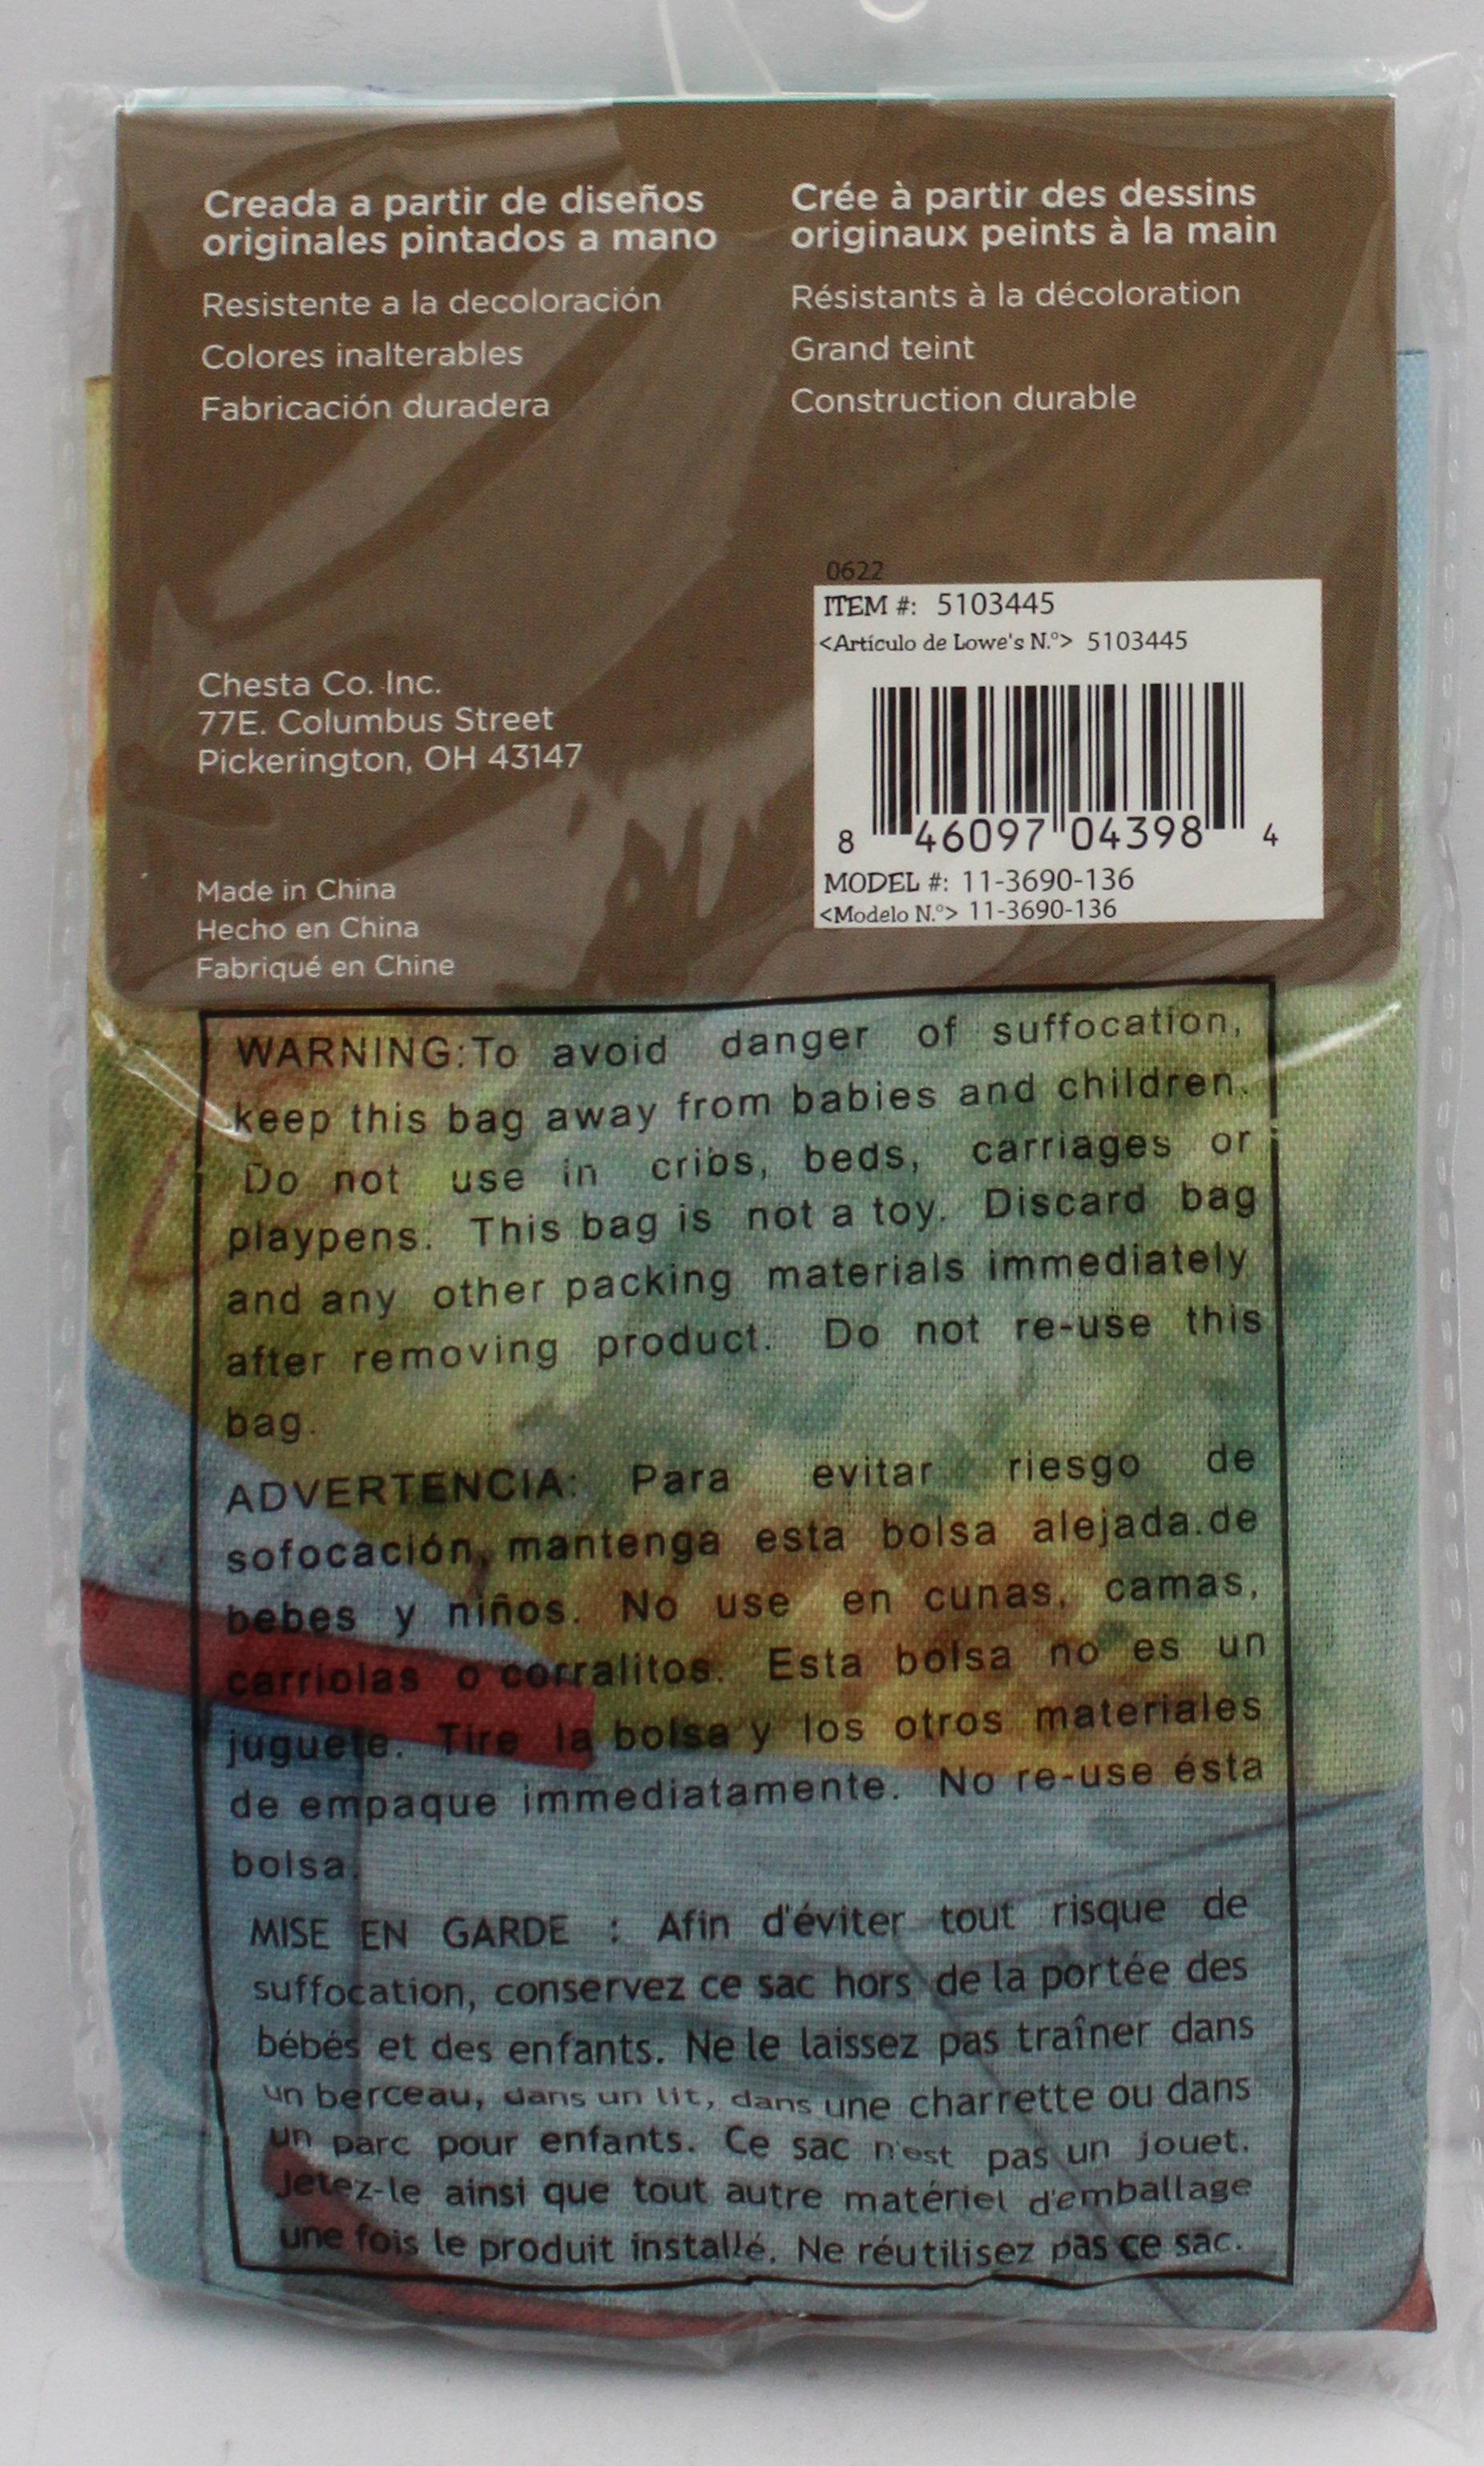 Creada a partir de diseños
originales pintados a mano
Resistente a la decoloración
Colores inalterables
Fabricación duradera
Crée à partir des dessins
originaux peints à la main
Résistants à la décoloration
Grand teint
Construction durable
Chesta Co. Inc.
77E. Columbus Street
Pickerington, OH 43147
Made in China
Hecho en China
Fabriqué en Chine
0622
ITEM #: 5103445
<Artículo de Lowe's N.º> 5103445
8 46097 04398 4
MODEL #: 11-3690-136
<Modelo N.º> 11-3690-136
WARNING:To avoid danger of suffocation,
keep this bag away from babies and children.
Do not use in cribs, beds, carriages or
playpens. This bag is not a toy. Discard bag
and any other packing materials immediately
after removing product. Do not re-use this
bag.
ADVERTENCIA: Para evitar riesgo de
sofocación, mantenga esta bolsa alejada.de
bebes y niños. No use en cunas, camas,
carriolas o corralitos. Esta bolsa no es un
juguete. Tire la bolsa y los otros materiales
de empaque immediatamente. No re-use ésta
bolsa.
MISE EN GARDE : Afin d'éviter tout risque de
suffocation, conservez ce sac hors de la portée des
bébés et des enfants. Ne le laissez pas traîner dans
un berceau, dans un lit, dans une charrette ou dans
un parc pour enfants. Ce sac n'est pas un jouet.
Jetez-le ainsi que tout autre matériel d'emballage
une fois le produit installé. Ne réutilisez pas ce sac.